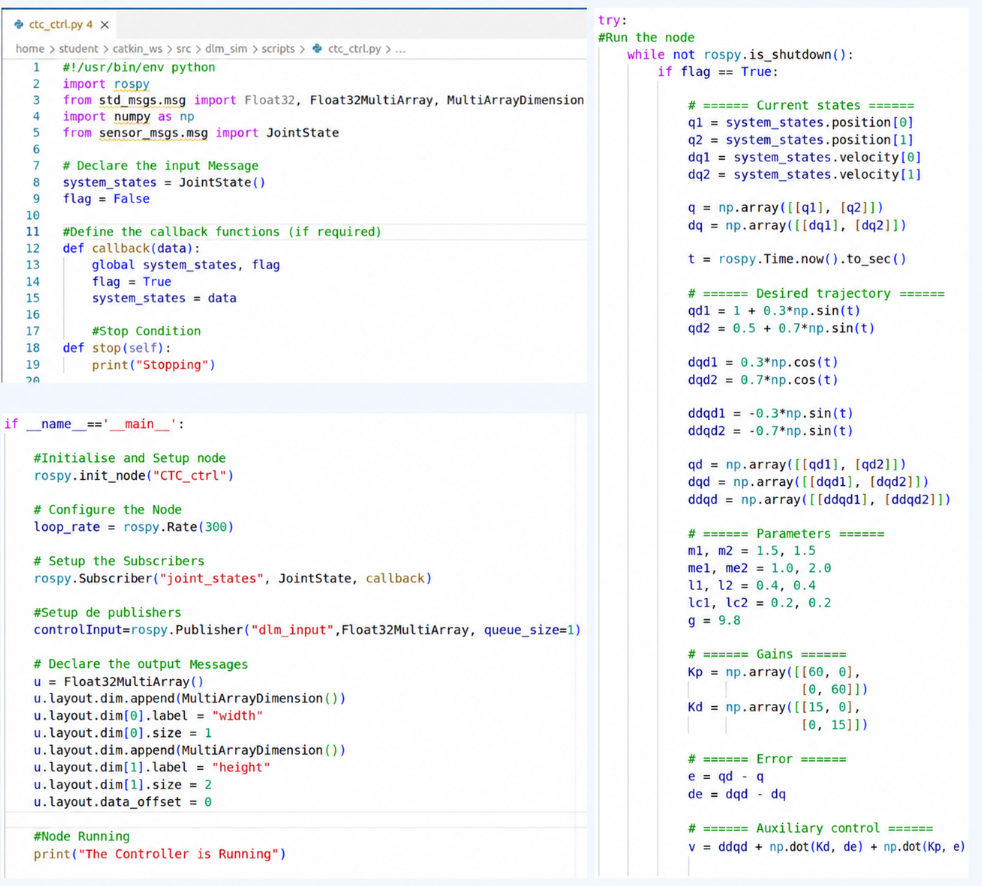 ctc_ctrl.py 4 ×
home > student > catkin_ws > src > dlm_sim > scripts > ctc_ctrl.py > ...
1 #!/usr/bin/env python
2 import rospy
3 from std_msgs.msg import Float32, Float32MultiArray, MultiArrayDimension
4 import numpy as np
5 from sensor_msgs.msg import JointState
6
7 # Declare the input Message
8 system_states = JointState()
9 flag = False
10
11 #Define the callback functions (if required)
12 def callback(data):
13     global system_states, flag
14     flag = True
15     system_states = data
16
17     #Stop Condition
18 def stop(self):
19     print("Stopping")
20
if __name__=='__main__':
    #Initialise and Setup node
    rospy.init_node("CTC_ctrl")
    # Configure the Node
    loop_rate = rospy.Rate(300)
    # Setup the Subscribers
    rospy.Subscriber("joint_states", JointState, callback)
    #Setup de publishers
    controlInput=rospy.Publisher("dlm_input",Float32MultiArray, queue_size=1)
    # Declare the output Messages
    u = Float32MultiArray()
    u.layout.dim.append(MultiArrayDimension())
    u.layout.dim[0].label = "width"
    u.layout.dim[0].size = 1
    u.layout.dim.append(MultiArrayDimension())
    u.layout.dim[1].label = "height"
    u.layout.dim[1].size = 2
    u.layout.data_offset = 0
    #Node Running
    print("The Controller is Running")
try:
#Run the node
    while not rospy.is_shutdown():
        if flag == True:
            # ====== Current states ======
            q1 = system_states.position[0]
            q2 = system_states.position[1]
            dq1 = system_states.velocity[0]
            dq2 = system_states.velocity[1]
            q = np.array([[q1], [q2]])
            dq = np.array([[dq1], [dq2]])
            t = rospy.Time.now().to_sec()
            # ====== Desired trajectory ======
            qd1 = 1 + 0.3*np.sin(t)
            qd2 = 0.5 + 0.7*np.sin(t)
            dqd1 = 0.3*np.cos(t)
            dqd2 = 0.7*np.cos(t)
            ddqd1 = -0.3*np.sin(t)
            ddqd2 = -0.7*np.sin(t)
            qd = np.array([[qd1], [qd2]])
            dqd = np.array([[dqd1], [dqd2]])
            ddqd = np.array([[ddqd1], [ddqd2]])
            # ====== Parameters ======
            m1, m2 = 1.5, 1.5
            me1, me2 = 1.0, 2.0
            l1, l2 = 0.4, 0.4
            lc1, lc2 = 0.2, 0.2
            g = 9.8
            # ====== Gains ======
            Kp = np.array([[60, 0],
                           [0, 60]])
            Kd = np.array([[15, 0],
                           [0, 15]])
            # ====== Error ======
            e = qd - q
            de = dqd - dq
            # ====== Auxiliary control ======
            v = ddqd + np.dot(Kd, de) + np.dot(Kp, e)